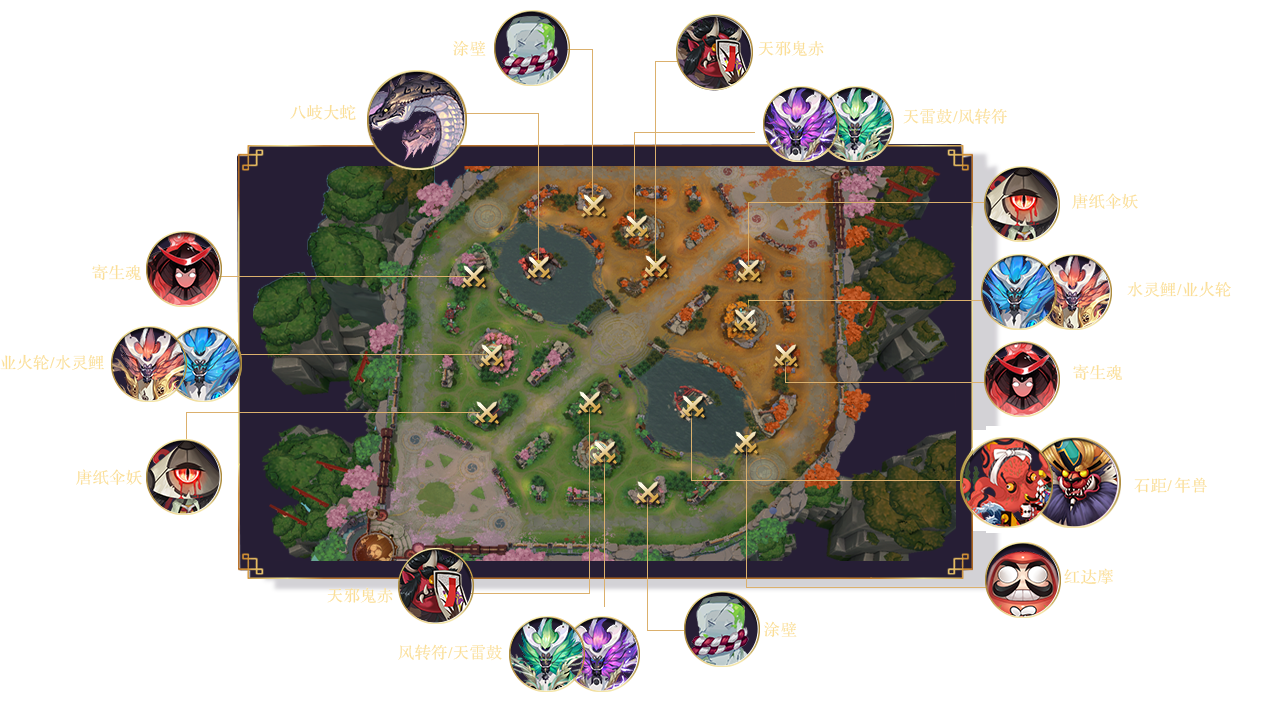 涂壁
天邪鬼赤
八岐大蛇
天雷鼓/风转符
唐纸伞妖
寄生魂
水灵鲤/业火轮
业火轮/水灵鲤
寄生魂
唐纸伞妖
石距/年兽
红达摩
天邪鬼赤
涂壁
风转符/天雷鼓